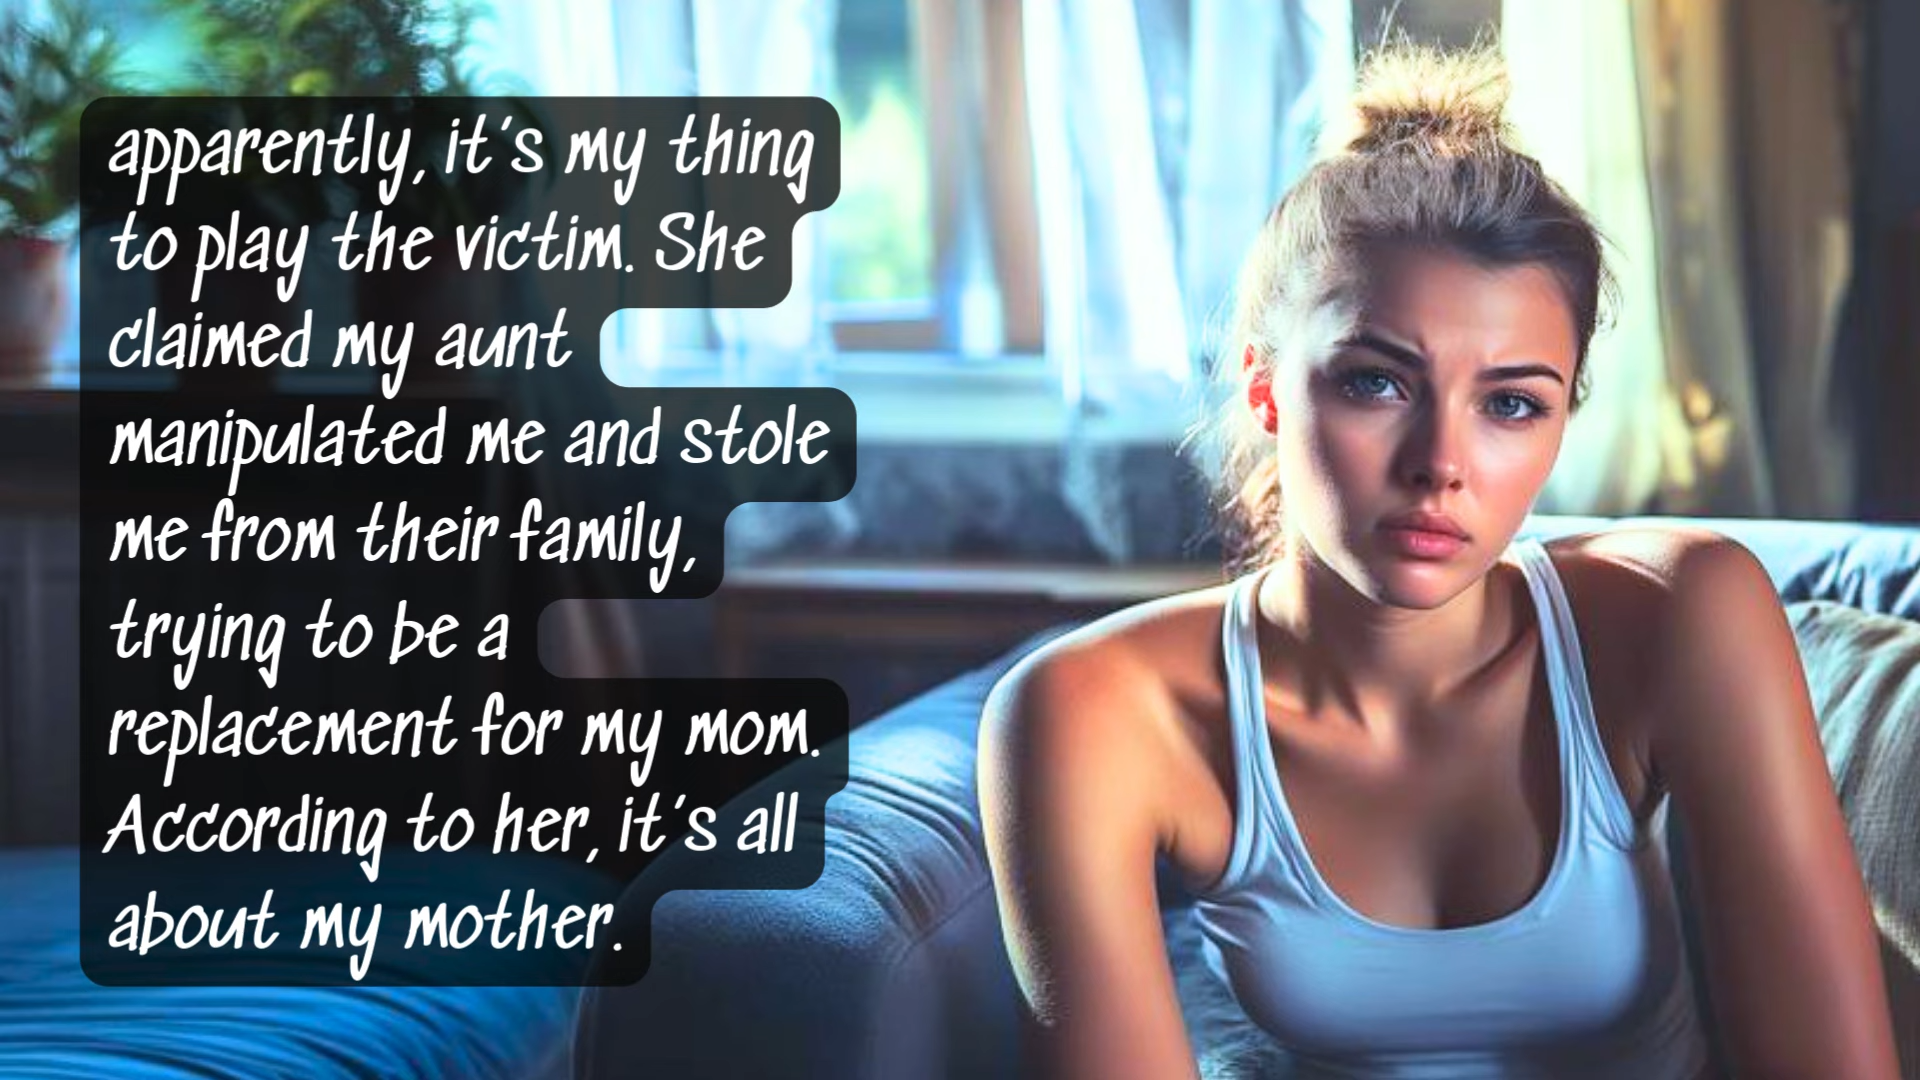 apparently, it's my thing
to play the victim. She
claimed my aunt
manipulated me and stole
me from their family,
trying to be a
replacement for my mom.
According to her, it's all
about my mother.